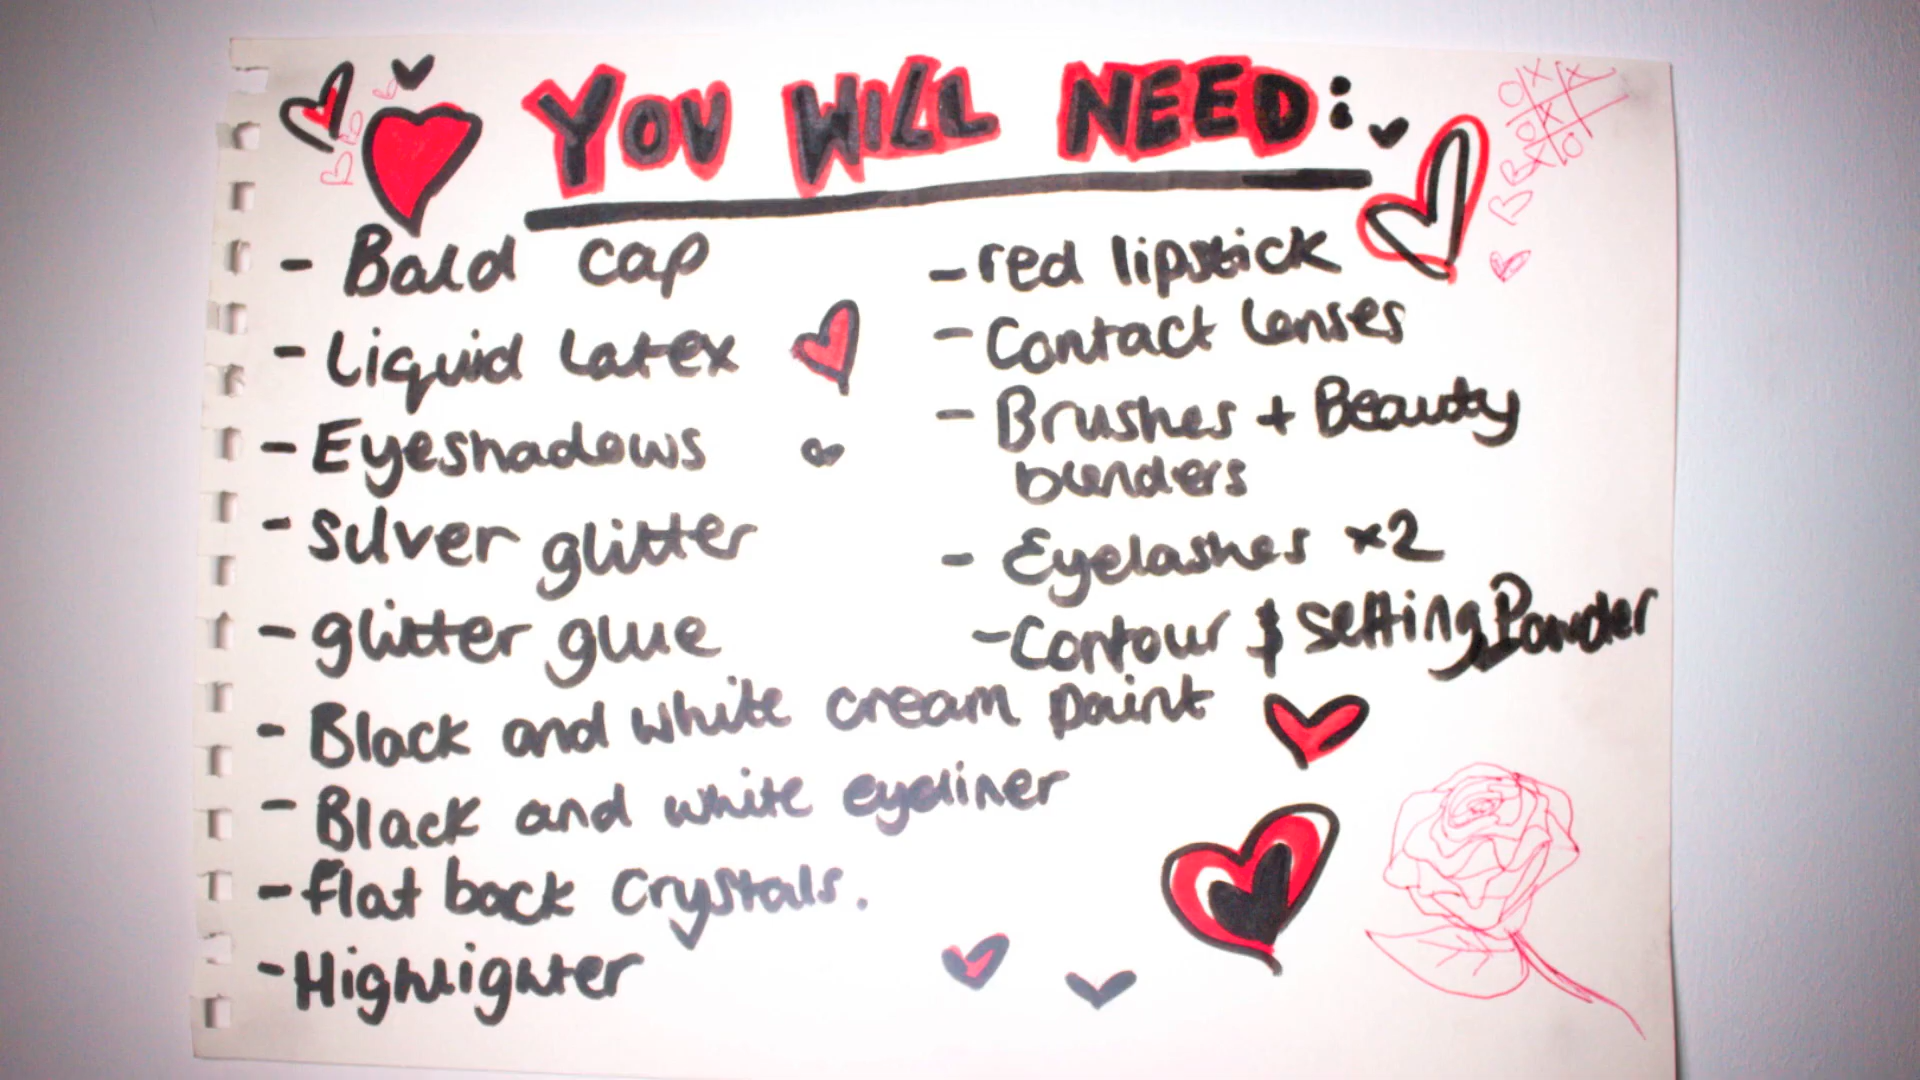 YOU WILL NEED:
- Bald cap
- Liquid Latex
- Eyeshadows
- Silver glitter
- glitter glue
- Black and white cream paint
- Black and white eyeliner
- flat back crystals.
- Highlighter
- red lipstick
- Contact lenses
- Brushes + Beauty
blenders
- Eyelashes x2
- Contour & setting Powder